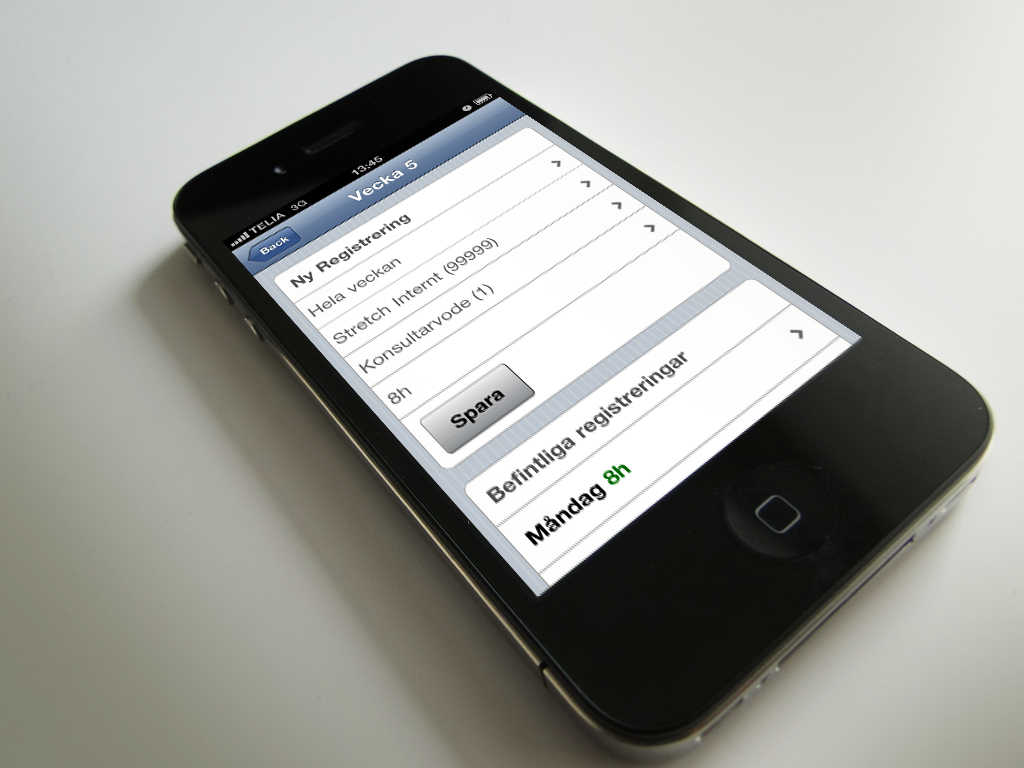 TELIA 3G 13:45
Back Vecka 5
Ny Registrering
Hela veckan
Stretch Internt (99999)
Konsultarvode (1)
8h
Spara
Befintliga registreringar
Måndag 8h